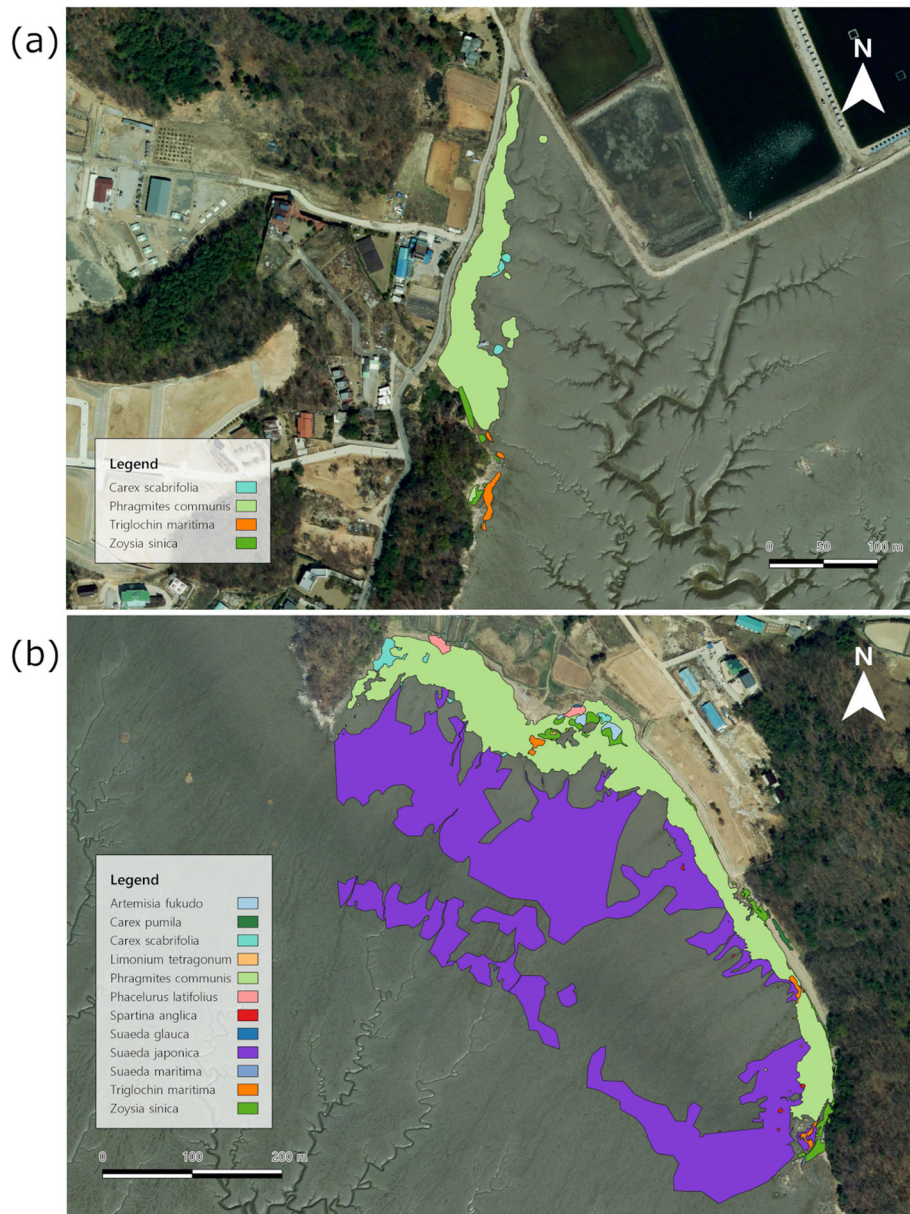 (a)
N
Legend
Carex scabrifolia
Phragmites communis
Triglochin maritima
Zoysia sinica
0 50 100 m
(b)
N
Legend
Artemisia fukudo
Carex pumila
Carex scabrifolia
Limonium tetragonum
Phragmites communis
Phacelurus latifolius
Spartina anglica
Suaeda glauca
Suaeda japonica
Suaeda maritima
Triglochin maritima
Zoysia sinica
0 100 200 m